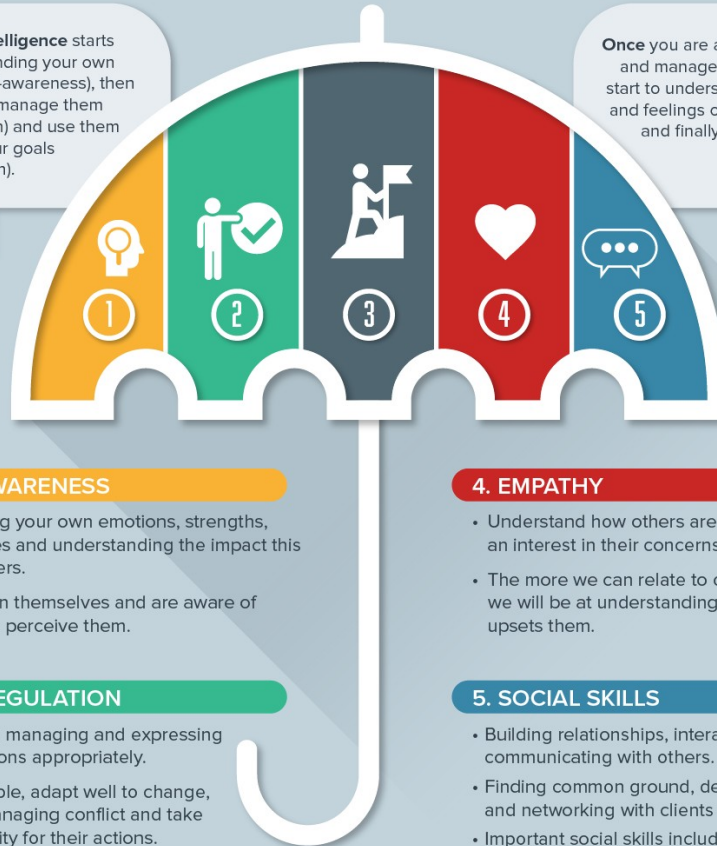 elligence starts
nding your own
-awareness), then
manage them
n) and use them
ur goals
n).
Once you are a
and manage
start to unders
and feelings o
and finally
1
2
3
4
5
WARENESS
g your own emotions, strengths,
es and understanding the impact this
ers.
n themselves and are aware of
perceive them.
EGULATION
managing and expressing
ons appropriately.
ble, adapt well to change,
naging conflict and take
ity for their actions.
4. EMPATHY
• Understand how others are
an interest in their concerns
• The more we can relate to o
we will be at understanding
upsets them.
5. SOCIAL SKILLS
• Building relationships, intera
communicating with others.
• Finding common ground, de
and networking with clients
• Important social skills includ